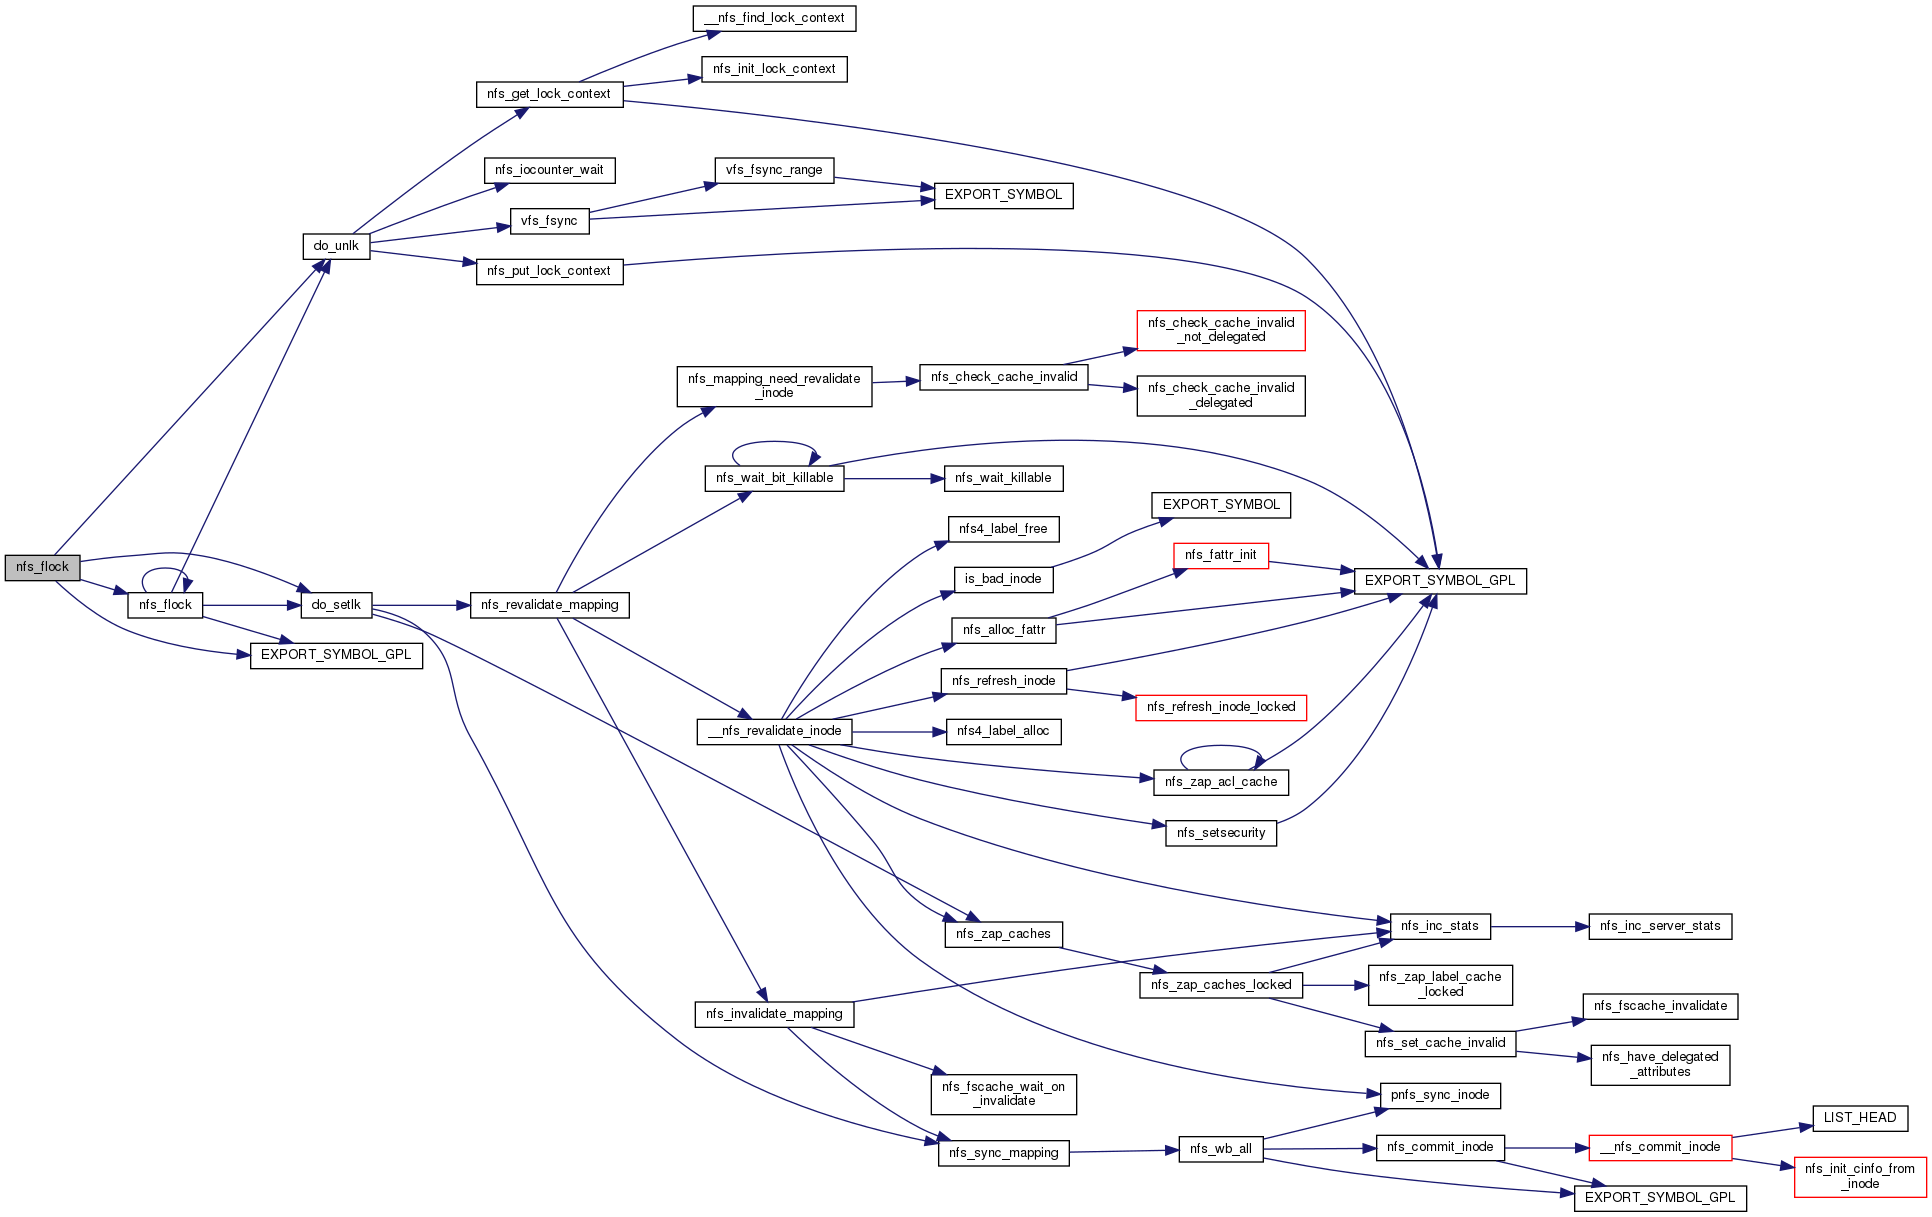 __nfs_find_lock_context
nfs_init_lock_context
nfs_get_lock_context
nfs_iocounter_wait
vfs_fsync_range
EXPORT_SYMBOL
vfs_fsync
do_unlk
nfs_put_lock_context
nfs_check_cache_invalid
_not_delegated
nfs_mapping_need_revalidate
_inode
nfs_check_cache_invalid
nfs_check_cache_invalid
_delegated
nfs_wait_bit_killable
nfs_wait_killable
EXPORT_SYMBOL
nfs4_label_free
nfs_fattr_init
nfs_flock
is_bad_inode
EXPORT_SYMBOL_GPL
nfs_flock
do_setlk
nfs_revalidate_mapping
nfs_alloc_fattr
EXPORT_SYMBOL_GPL
nfs_refresh_inode
nfs_refresh_inode_locked
__nfs_revalidate_inode
nfs4_label_alloc
nfs_zap_acl_cache
nfs_setsecurity
nfs_zap_caches
nfs_inc_stats
nfs_inc_server_stats
nfs_zap_caches_locked
nfs_zap_label_cache
_locked
nfs_invalidate_mapping
nfs_fscache_invalidate
nfs_set_cache_invalid
nfs_have_delegated
_attributes
nfs_fscache_wait_on
_invalidate
pnfs_sync_inode
LIST_HEAD
nfs_sync_mapping
nfs_wb_all
nfs_commit_inode
__nfs_commit_inode
nfs_init_cinfo_from
_inode
EXPORT_SYMBOL_GPL